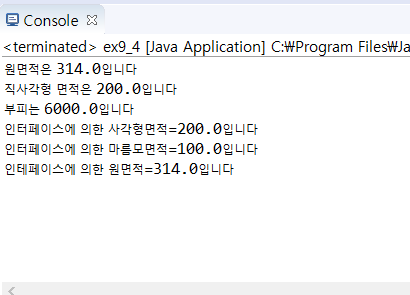 Console
<terminated> ex9_4 [Java Application] C:₩Program Files₩Ja
원면적은 314.0입니다
직사각형 면적은 200.0입니다
부피는 6000.0입니다
인터페이스에 의한 사각형면적=200.0입니다
인터페이스에 의한 마름모면적=100.0입니다
인테페이스에 의한 원면적=314.0입니다